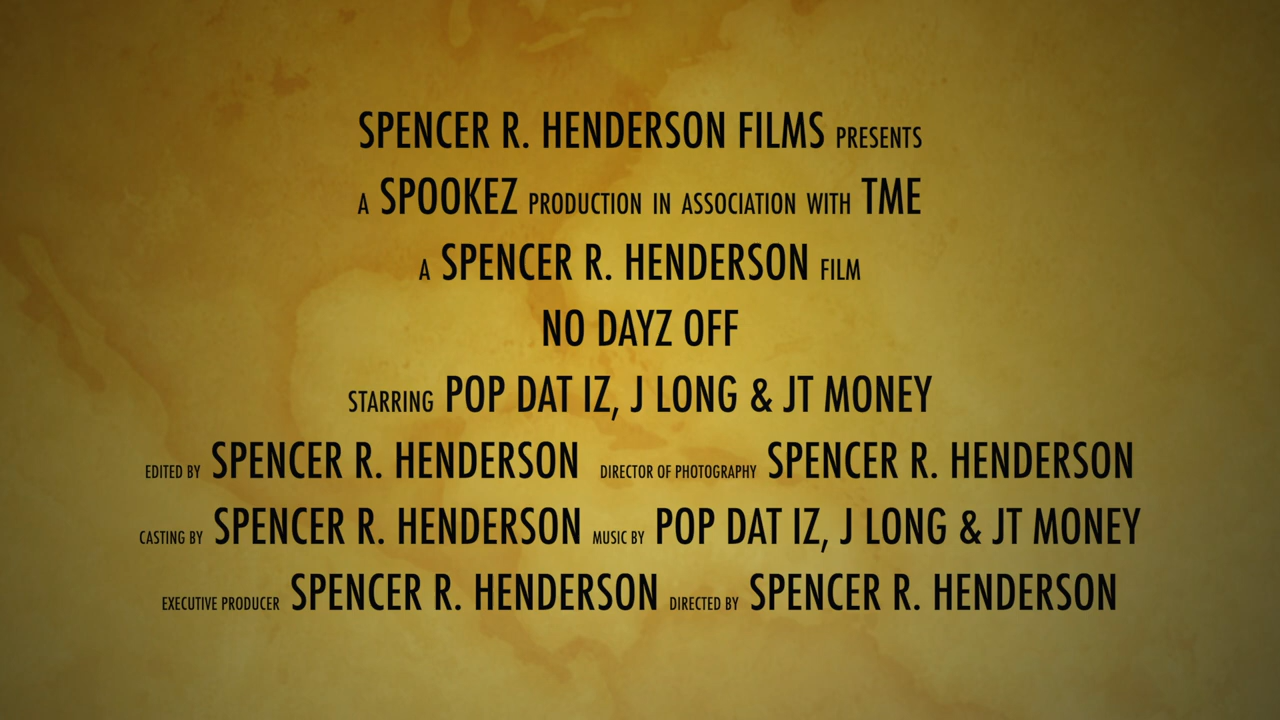 SPENCER R. HENDERSON FILMS PRESENTS
A SPOOKEZ PRODUCTION IN ASSOCIATION WITH TME
A SPENCER R. HENDERSON FILM
NO DAYZ OFF
STARRING POP DAT IZ, J LONG & JT MONEY
EDITED BY SPENCER R. HENDERSON DIRECTOR OF PHOTOGRAPHY SPENCER R. HENDERSON
CASTING BY SPENCER R. HENDERSON MUSIC BY POP DAT IZ, J LONG & JT MONEY
EXECUTIVE PRODUCER SPENCER R. HENDERSON DIRECTED BY SPENCER R. HENDERSON